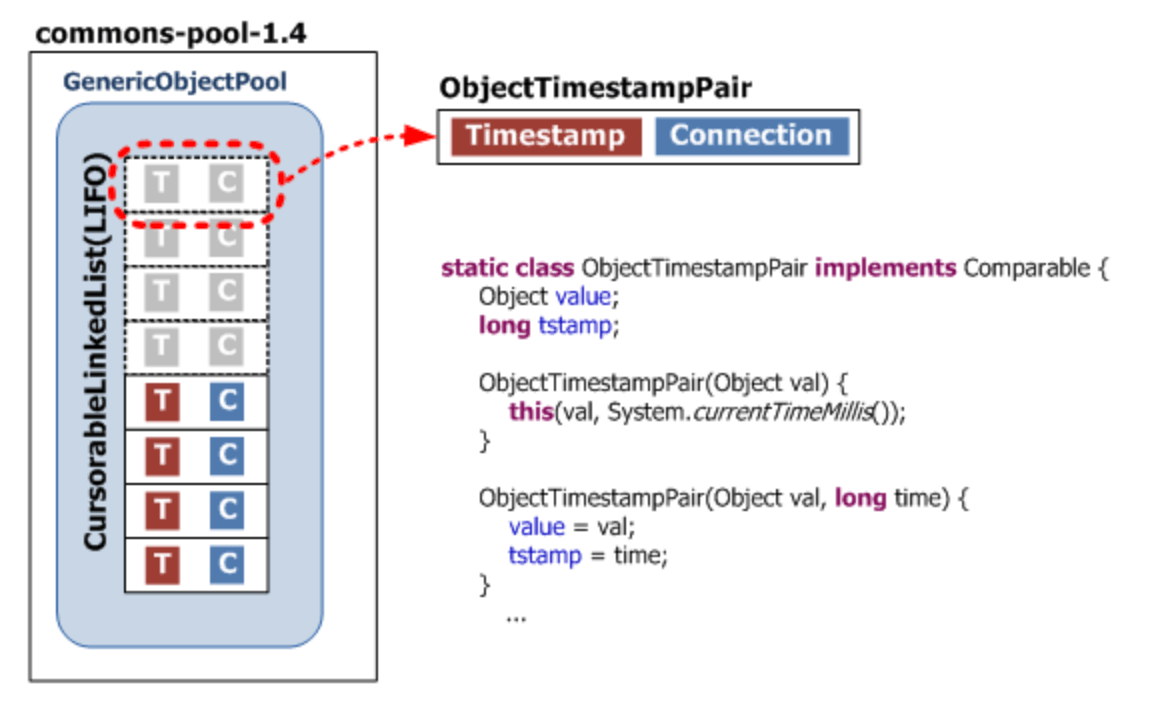 commons-pool-1.4
GenericObjectPool
CursorableLinkedList(LIFO)
T C
T C
T C
T C
T C
T C
T C
T C
ObjectTimestampPair
Timestamp Connection
static class ObjectTimestampPair implements Comparable {
Object value;
long tstamp;
ObjectTimestampPair(Object val) {
this(val, System.currentTimeMillis());
}
ObjectTimestampPair(Object val, long time) {
value = val;
tstamp = time;
}
...